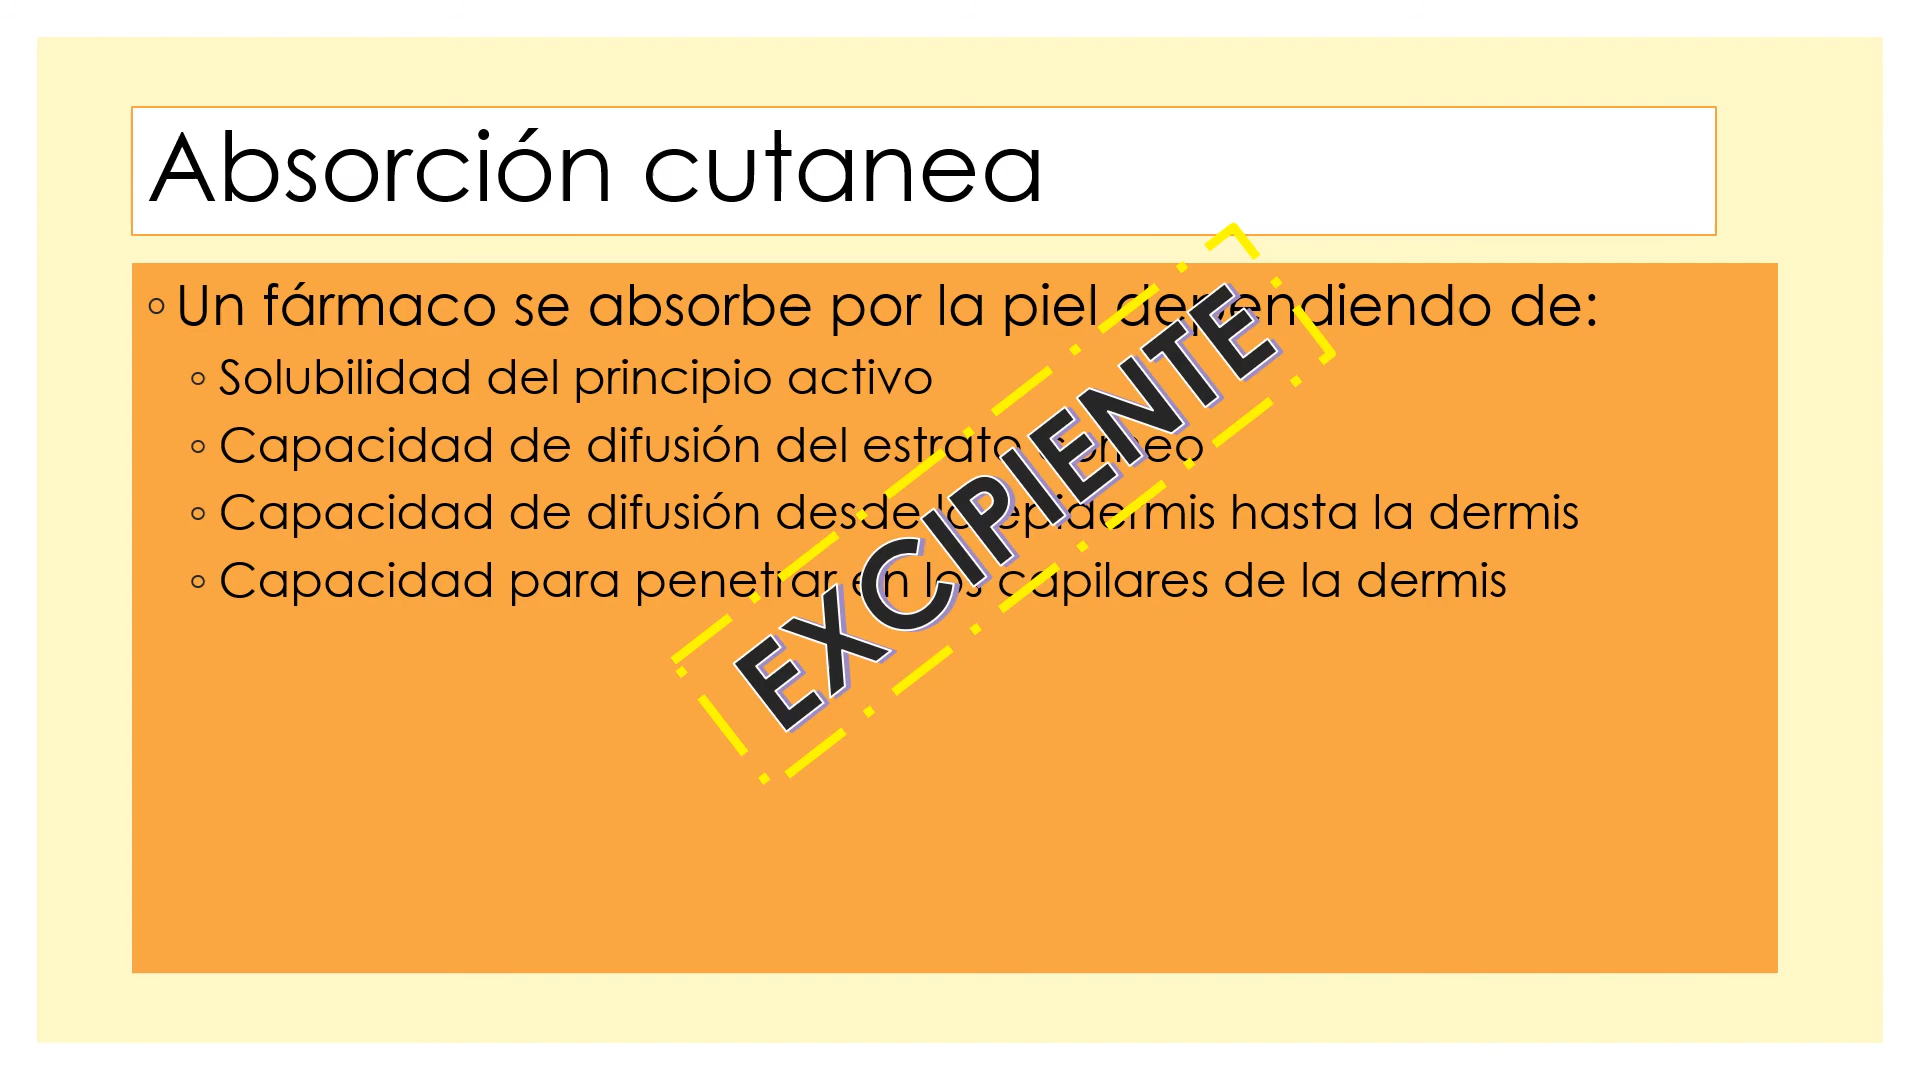 Absorción cutanea
◦ Un fármaco se absorbe por la piel dependiendo de:
◦ Solubilidad del principio activo
◦ Capacidad de difusión del estrato córneo
◦ Capacidad de difusión desde la epidermis hasta la dermis
◦ Capacidad para penetrar en los capilares de la dermis
EXCIPIENTE